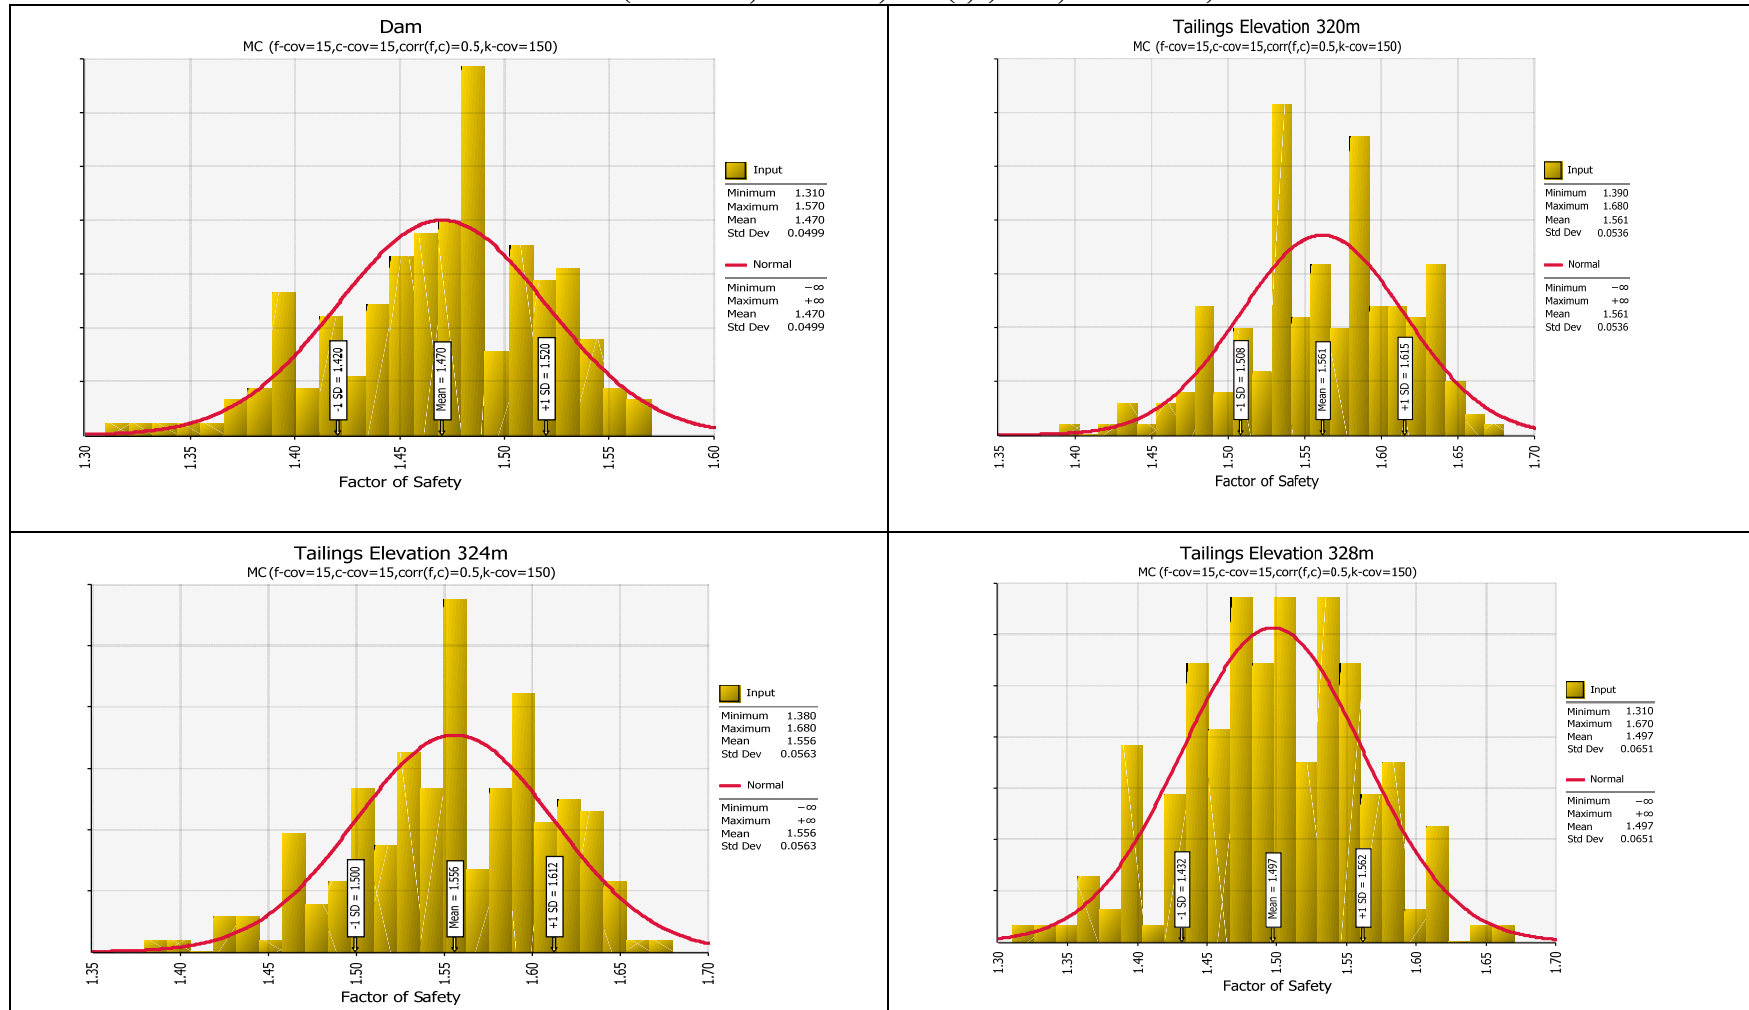 Dam
MC (f-cov=15,c-cov=15,corr(f,c)=0.5,k-cov=150)
-1 SD = 1.420
Mean = 1.470
+1 SD = 1.520
1.30 1.35 1.40 1.45 1.50 1.55 1.60
Factor of Safety
Input
Minimum 1.310
Maximum 1.570
Mean 1.470
Std Dev 0.0499
Normal
Minimum −∞
Maximum +∞
Mean 1.470
Std Dev 0.0499
Tailings Elevation 320m
MC (f-cov=15,c-cov=15,corr(f,c)=0.5,k-cov=150)
-1 SD = 1.508
Mean = 1.561
+1 SD = 1.615
1.35 1.40 1.45 1.50 1.55 1.60 1.65 1.70
Factor of Safety
Input
Minimum 1.390
Maximum 1.680
Mean 1.561
Std Dev 0.0536
Normal
Minimum −∞
Maximum +∞
Mean 1.561
Std Dev 0.0536
Tailings Elevation 324m
MC (f-cov=15,c-cov=15,corr(f,c)=0.5,k-cov=150)
-1 SD = 1.500
Mean = 1.556
+1 SD = 1.612
1.35 1.40 1.45 1.50 1.55 1.60 1.65 1.70
Factor of Safety
Input
Minimum 1.380
Maximum 1.680
Mean 1.556
Std Dev 0.0563
Normal
Minimum −∞
Maximum +∞
Mean 1.556
Std Dev 0.0563
Tailings Elevation 328m
MC (f-cov=15,c-cov=15,corr(f,c)=0.5,k-cov=150)
-1 SD = 1.432
Mean = 1.497
+1 SD = 1.562
1.30 1.35 1.40 1.45 1.50 1.55 1.60 1.65 1.70
Factor of Safety
Input
Minimum 1.310
Maximum 1.670
Mean 1.497
Std Dev 0.0651
Normal
Minimum −∞
Maximum +∞
Mean 1.497
Std Dev 0.0651